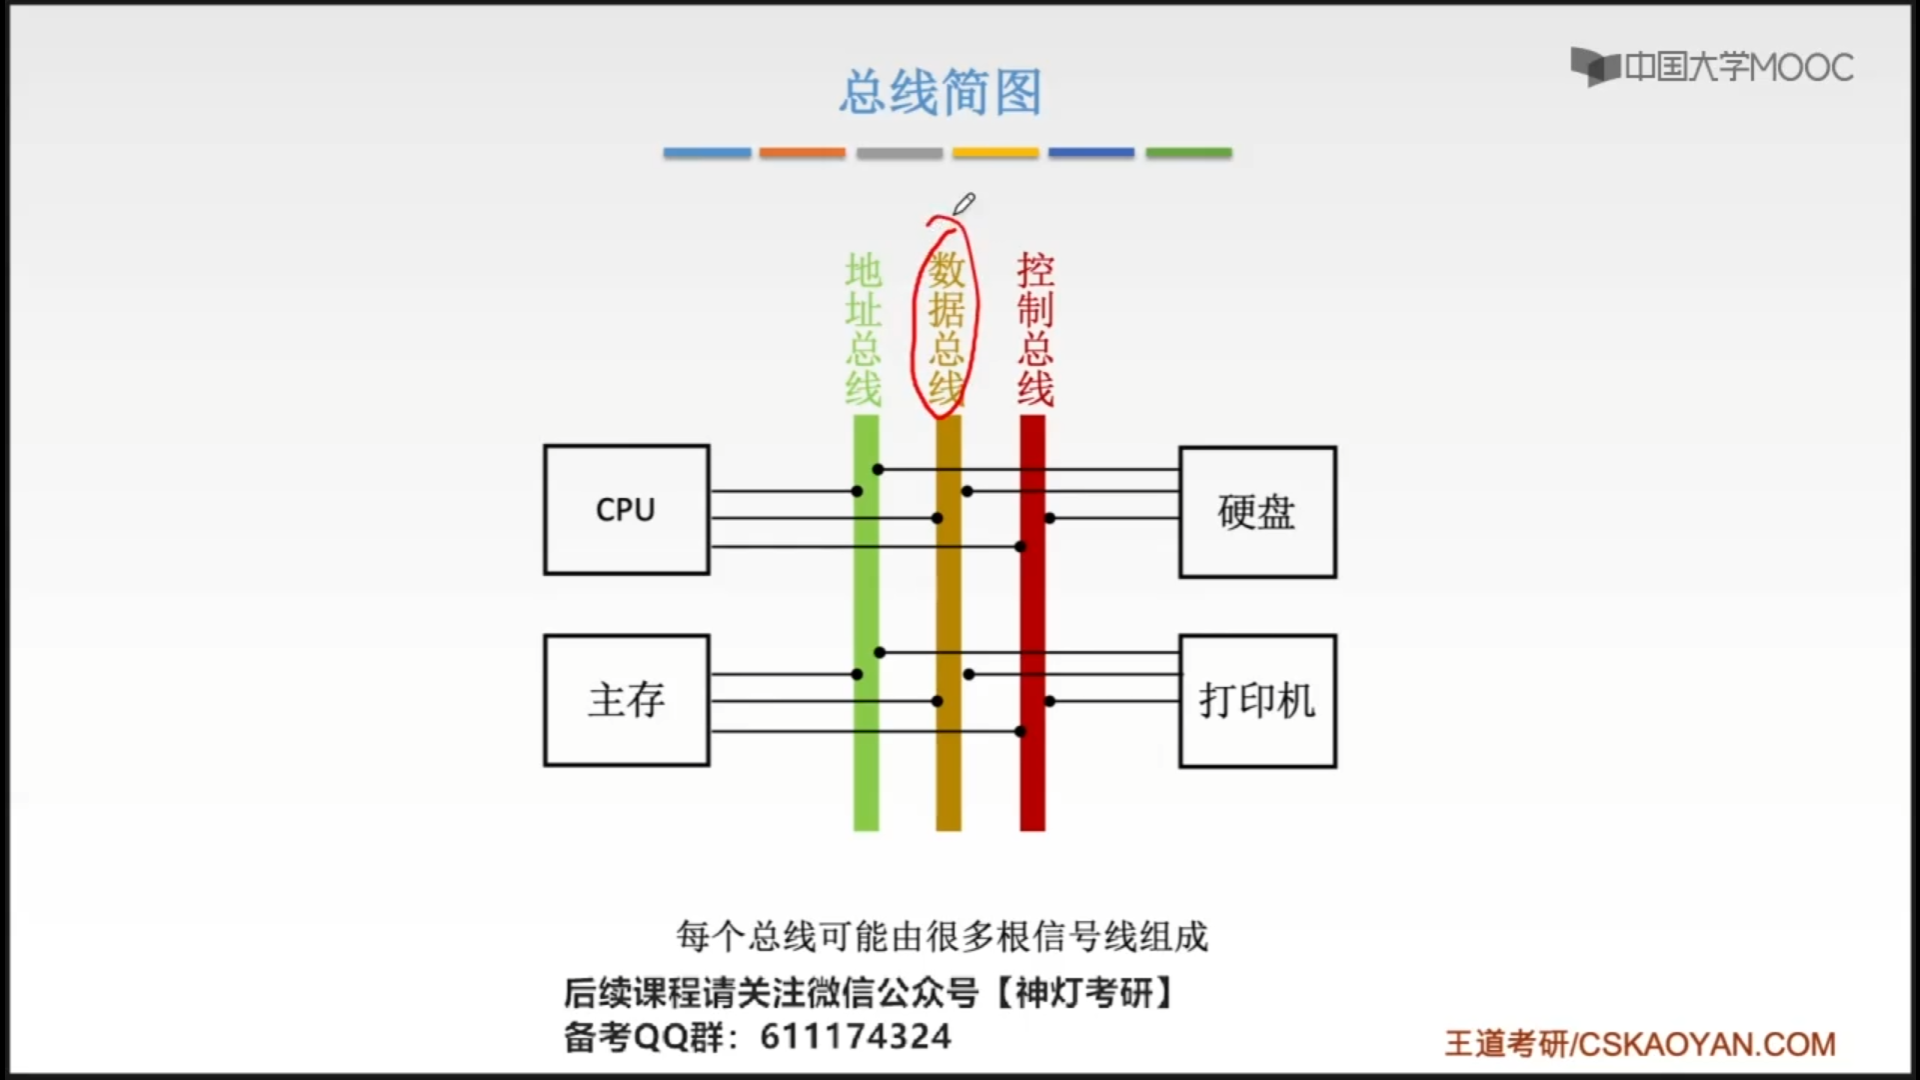 中国大学MOOC
总线简图
地址总线
数据总线
控制总线
CPU
硬盘
主存
打印机
每个总线可能由很多根信号线组成
后续课程请关注微信公众号【神灯考研】
备考QQ群：611174324
王道考研/CSKAOYAN.COM